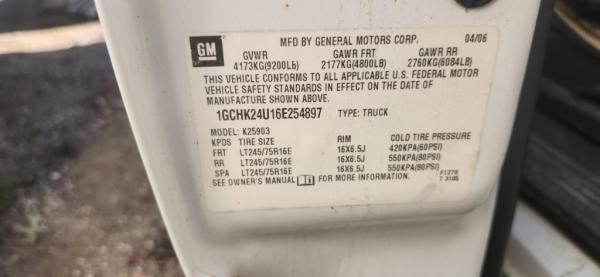 GM
MFD BY GENERAL MOTORS CORP. 04/06
GVWR GAWR FRT GAWR RR
4173KG(9200Lb) 2177KG(4800LB) 2760KG(6084LB)
THIS VEHICLE CONFORMS TO ALL APPLICABLE U.S. FEDERAL MOTOR
VEHICLE SAFETY STANDARDS IN EFFECT ON THE DATE OF
MANUFACTURE SHOWN ABOVE.
1GCHK24U16E254897 TYPE: TRUCK
MODEL: K25903
KPDS TIRE SIZE RIM COLD TIRE PRESSURE
FRT LT245/75R16E 16X6.5J 420KPA(60PSI)
RR LT245/75R16E 16X6.5J 550KPA(80PSI)
SPA LT245/75R16E 16X6.5J 550KPA(80PSI)
SEE OWNER'S MANUAL FOR MORE INFORMATION. F1278
T 3185